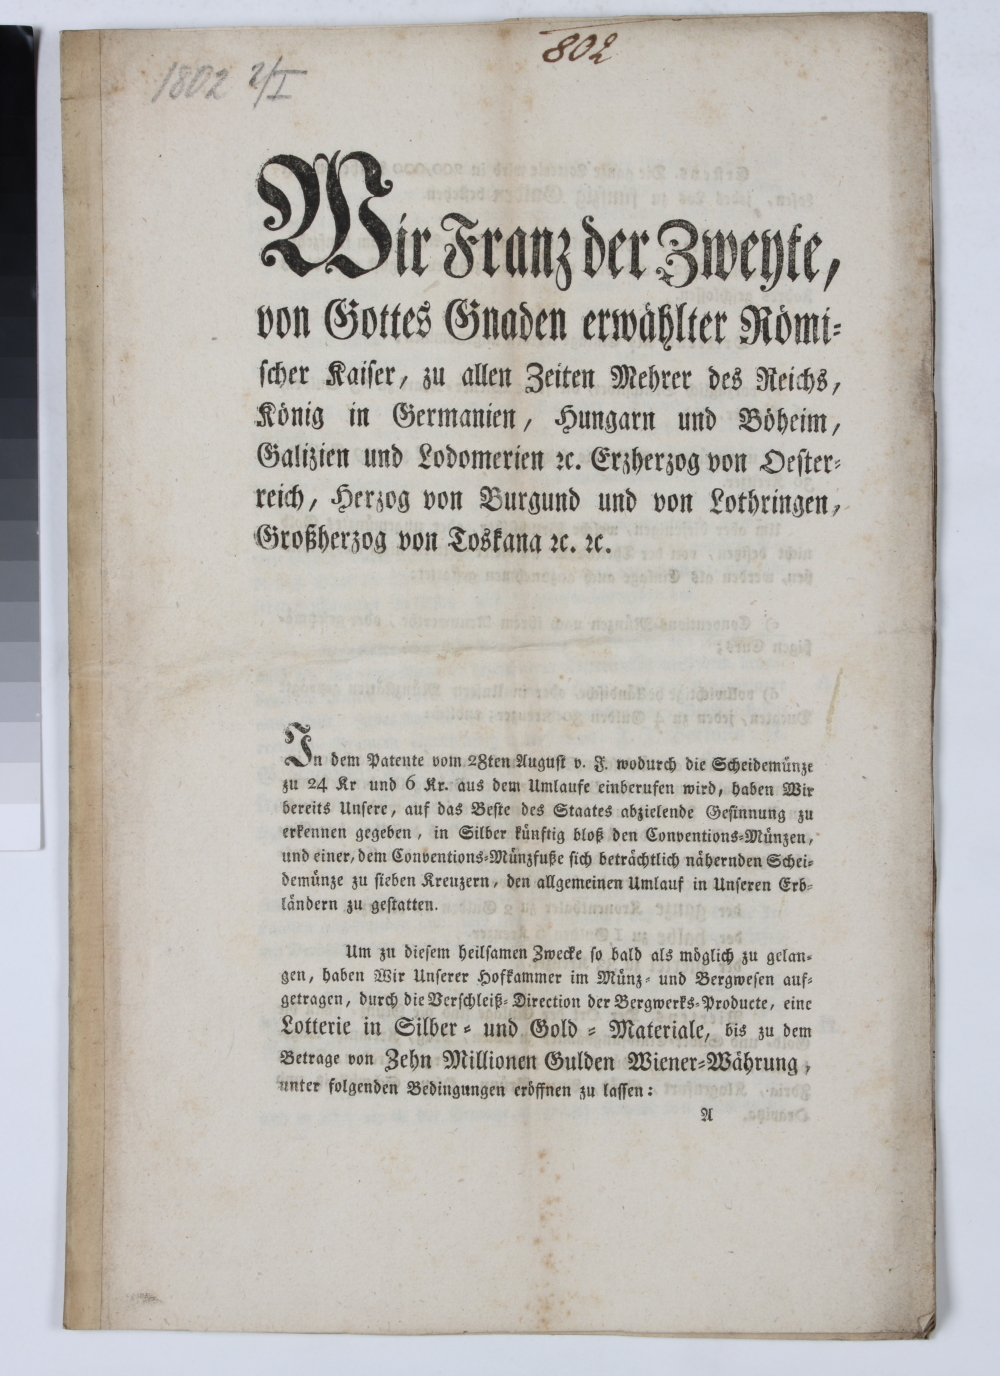 802
1802 2/I
Wir Franz der Zweyte,
von Gottes Gnaden erwählter Römi-
scher Kaiser, zu allen Zeiten Mehrer des Reichs,
König in Germanien, Hungarn und Böheim,
Galizien und Lodomerien ꝛc. Erzherzog von Oester-
reich, Herzog von Burgund und von Lothringen,
Großherzog von Toskana ꝛc. ꝛc.
In dem Patente vom 28ten August v. J. wodurch die Scheidemünze
zu 24 Kr und 6 Kr. aus dem Umlaufe einberufen wird, haben Wir
bereits Unsere, auf das Beste des Staates abzielende Gesinnung zu
erkennen gegeben, in Silber künftig bloß den Conventions-Münzen,
und einer, dem Conventions-Münzfuße sich beträchtlich nähernden Schei-
demünze zu sieben Kreuzern, den allgemeinen Umlauf in Unseren Erb-
ländern zu gestatten.
Um zu diesem heilsamen Zwecke so bald als möglich zu gelan-
gen, haben Wir Unserer Hofkammer im Münz- und Bergwesen auf-
getragen, durch die Verschleiß-Direction der Bergwerks-Producte, eine
Lotterie in Silber- und Gold-Materiale, bis zu dem
Betrage von Zehn Millionen Gulden Wiener-Währung,
unter folgenden Bedingungen eröffnen zu lassen:
A